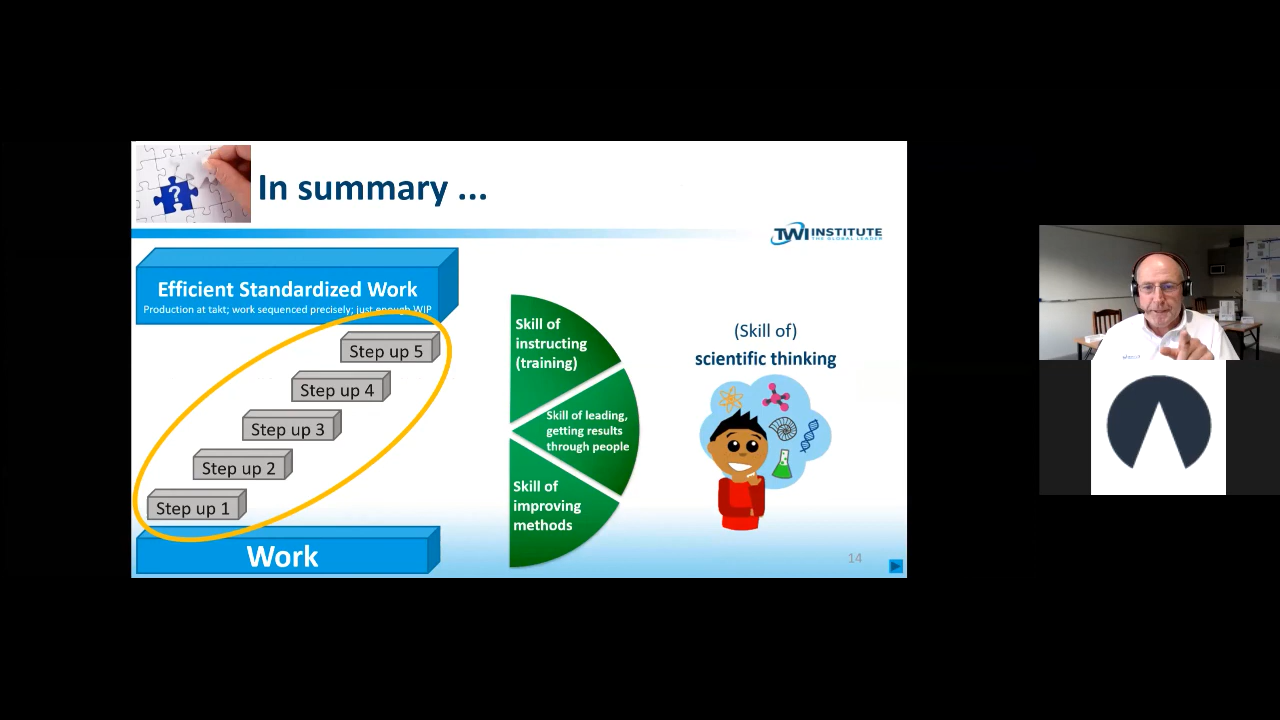 In summary ...
TWI INSTITUTE
THE GLOBAL LEADER
Efficient Standardized Work
Production at takt; work sequenced precisely; just enough WIP
Step up 5
Step up 4
Step up 3
Step up 2
Step up 1
Work
Skill of
instructing
(training)
Skill of leading,
getting results
through people
Skill of
improving
methods
(Skill of)
scientific thinking
?
14